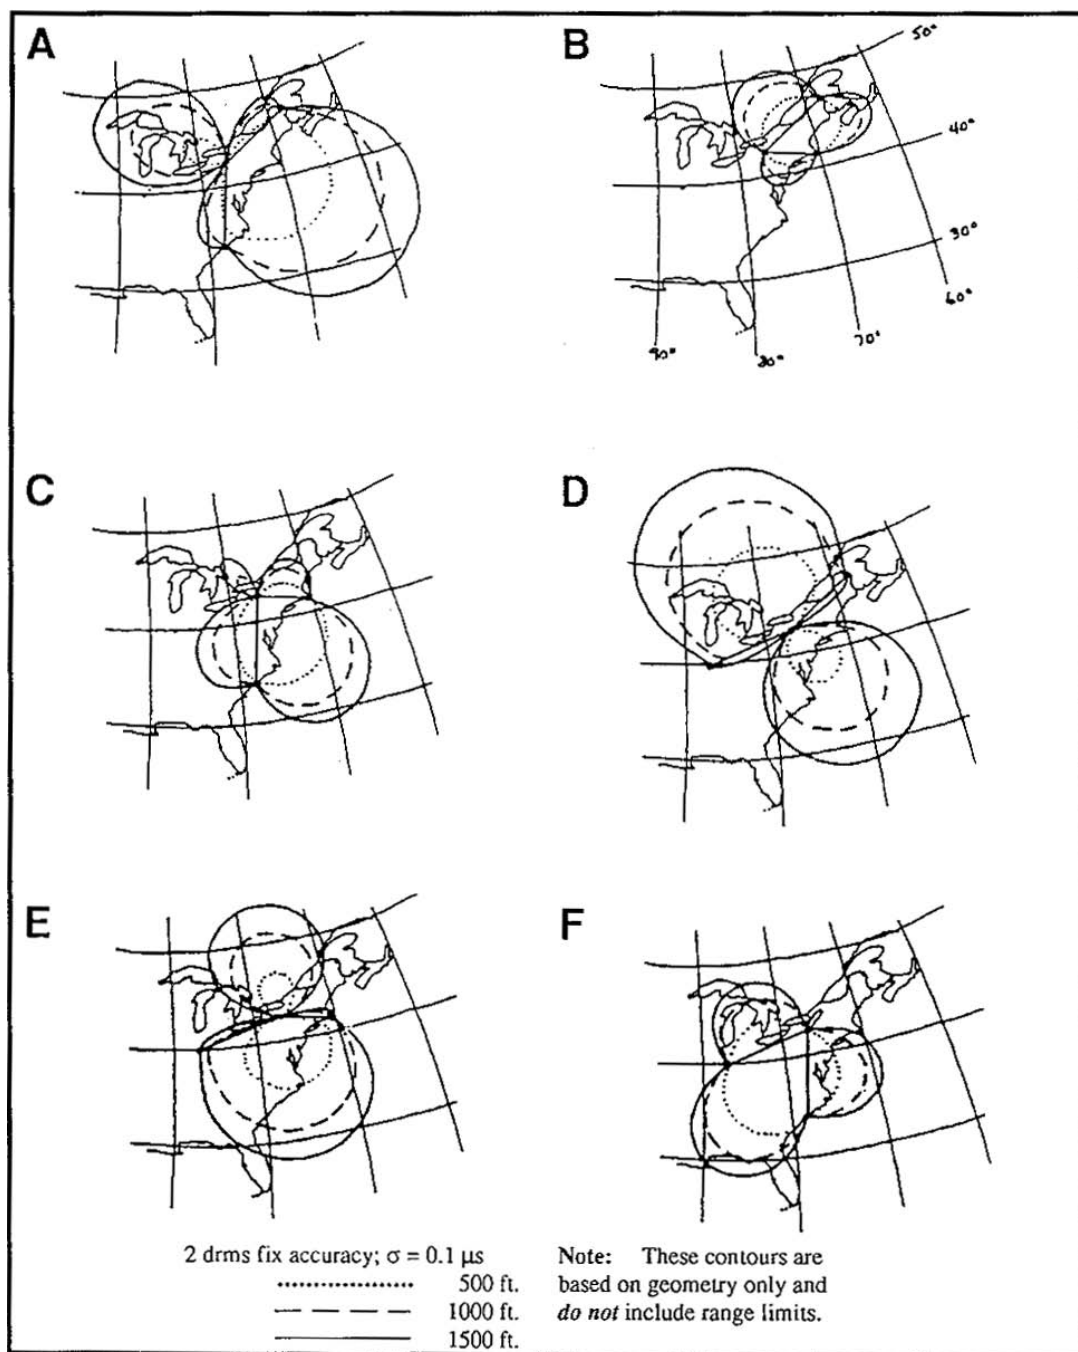 A
B
50°
40°
30°
60°
70°
80°
90°
C
D
E
F
2 drms fix accuracy; σ = 0.1 μs
500 ft.
1000 ft.
1500 ft.
Note: These contours are
based on geometry only and
do not include range limits.